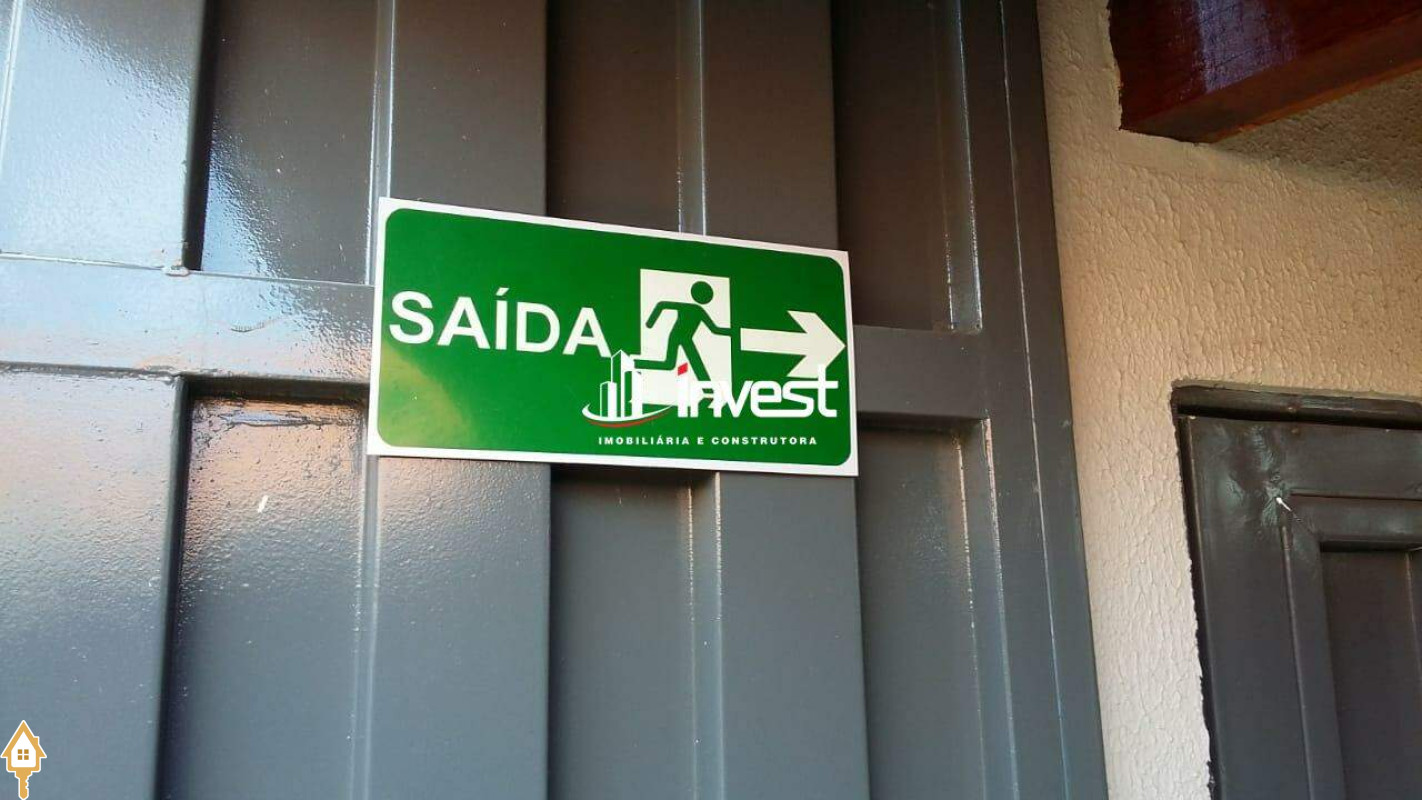 SAÍDA
invest
IMOBILIÁRIA E CONSTRUTORA